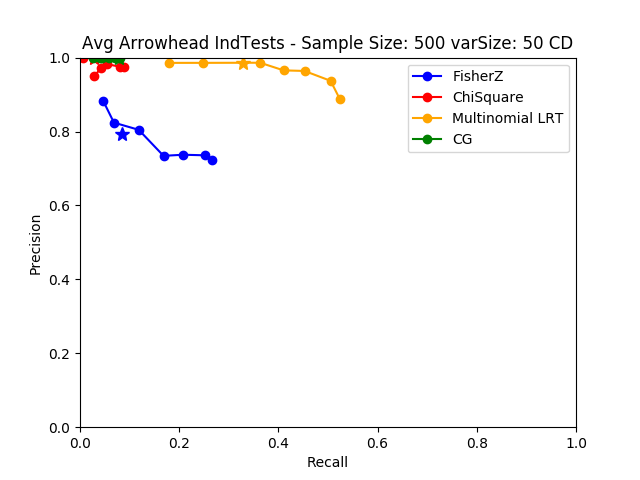 Avg Arrowhead IndTests - Sample Size: 500 varSize: 50 CD
1.0
0.8
0.6
0.4
0.2
0.0
Precision
FisherZ
ChiSquare
Multinomial LRT
CG
0.0 0.2 0.4 0.6 0.8 1.0
Recall